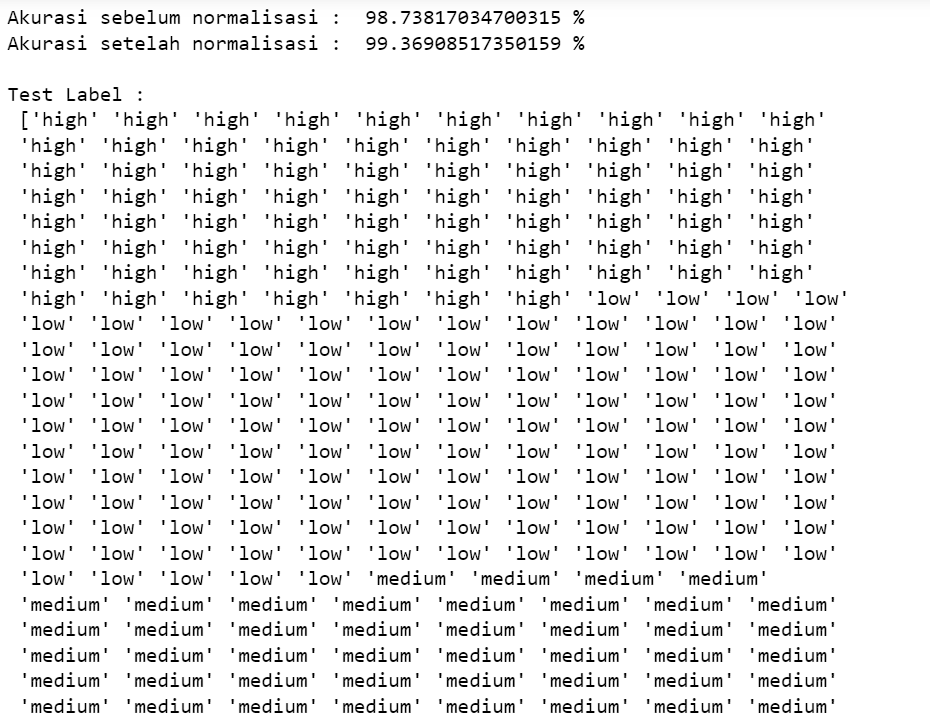 Akurasi sebelum normalisasi :  98.73817034700315 %
Akurasi setelah normalisasi :  99.36908517350159 %
Test Label :
['high' 'high' 'high' 'high' 'high' 'high' 'high' 'high' 'high' 'high'
'high' 'high' 'high' 'high' 'high' 'high' 'high' 'high' 'high' 'high'
'high' 'high' 'high' 'high' 'high' 'high' 'high' 'high' 'high' 'high'
'high' 'high' 'high' 'high' 'high' 'high' 'high' 'high' 'high' 'high'
'high' 'high' 'high' 'high' 'high' 'high' 'high' 'high' 'high' 'high'
'high' 'high' 'high' 'high' 'high' 'high' 'high' 'high' 'high' 'high'
'high' 'high' 'high' 'high' 'high' 'high' 'high' 'high' 'high' 'high'
'high' 'high' 'high' 'high' 'high' 'high' 'high' 'low' 'low' 'low' 'low'
'low' 'low' 'low' 'low' 'low' 'low' 'low' 'low' 'low' 'low' 'low' 'low'
'low' 'low' 'low' 'low' 'low' 'low' 'low' 'low' 'low' 'low' 'low' 'low'
'low' 'low' 'low' 'low' 'low' 'low' 'low' 'low' 'low' 'low' 'low' 'low'
'low' 'low' 'low' 'low' 'low' 'low' 'low' 'low' 'low' 'low' 'low' 'low'
'low' 'low' 'low' 'low' 'low' 'low' 'low' 'low' 'low' 'low' 'low' 'low'
'low' 'low' 'low' 'low' 'low' 'low' 'low' 'low' 'low' 'low' 'low' 'low'
'low' 'low' 'low' 'low' 'low' 'low' 'low' 'low' 'low' 'low' 'low' 'low'
'low' 'low' 'low' 'low' 'low' 'low' 'low' 'low' 'low' 'low' 'low' 'low'
'low' 'low' 'low' 'low' 'low' 'low' 'low' 'low' 'low' 'low' 'low' 'low'
'low' 'low' 'low' 'low' 'low' 'low' 'low' 'low' 'low' 'low' 'low' 'low'
'low' 'low' 'low' 'low' 'low' 'medium' 'medium' 'medium' 'medium'
'medium' 'medium' 'medium' 'medium' 'medium' 'medium' 'medium' 'medium'
'medium' 'medium' 'medium' 'medium' 'medium' 'medium' 'medium' 'medium'
'medium' 'medium' 'medium' 'medium' 'medium' 'medium' 'medium' 'medium'
'medium' 'medium' 'medium' 'medium' 'medium' 'medium' 'medium' 'medium'
'medium' 'medium' 'medium' 'medium' 'medium' 'medium' 'medium' 'medium'